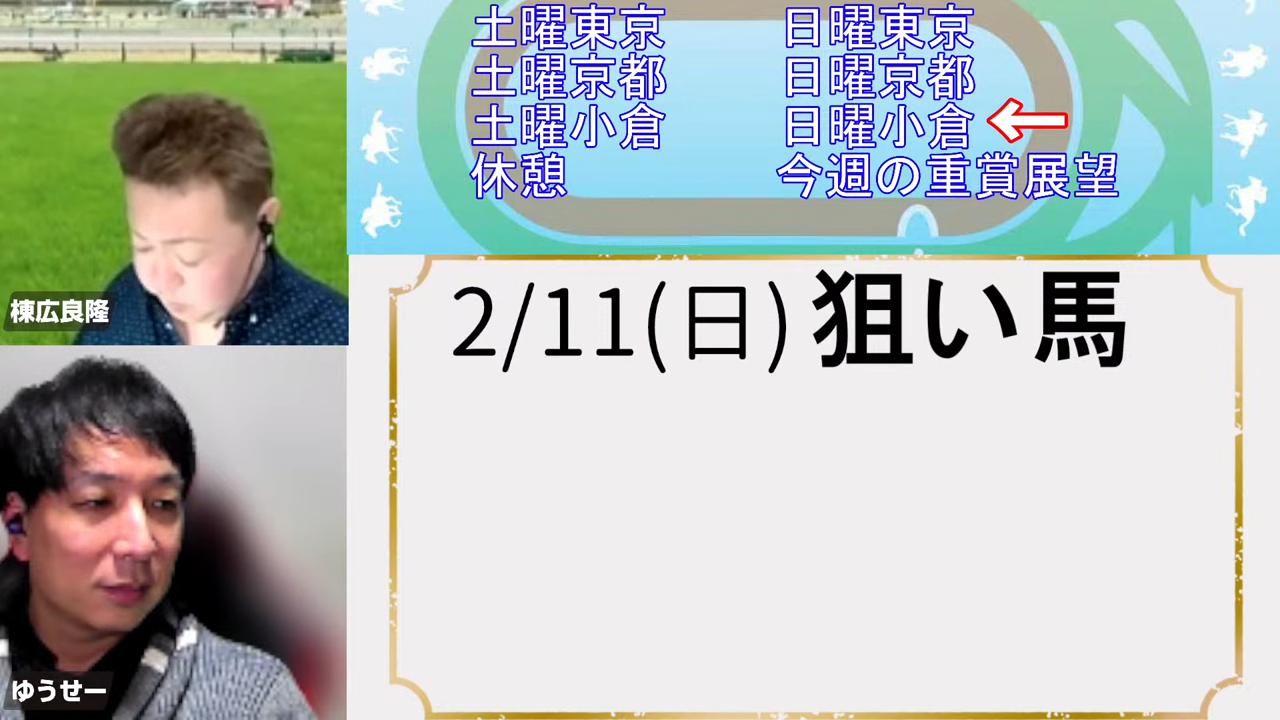 土曜東京 日曜東京
土曜京都 日曜京都
土曜小倉 日曜小倉
休憩 今週の重賞展望
2/11(日)狙い馬
棟広良隆
ゆうせー